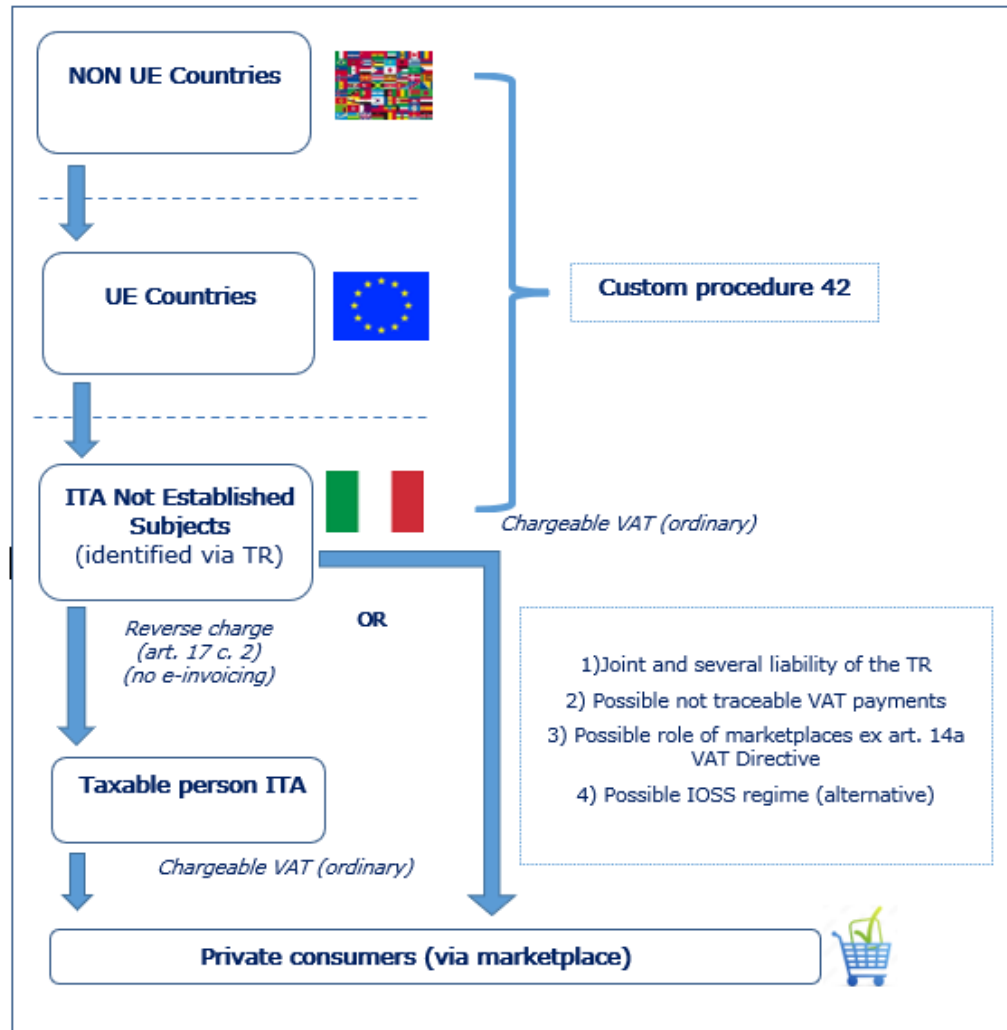 NON UE Countries
UE Countries
Custom procedure 42
ITA Not Established
Subjects
(identified via TR)
Chargeable VAT (ordinary)
Reverse charge
(art. 17 c. 2)
(no e-invoicing)
OR
1)Joint and several liability of the TR
2) Possible not traceable VAT payments
3) Possible role of marketplaces ex art. 14a
VAT Directive
4) Possible IOSS regime (alternative)
Taxable person ITA
Chargeable VAT (ordinary)
Private consumers (via marketplace)